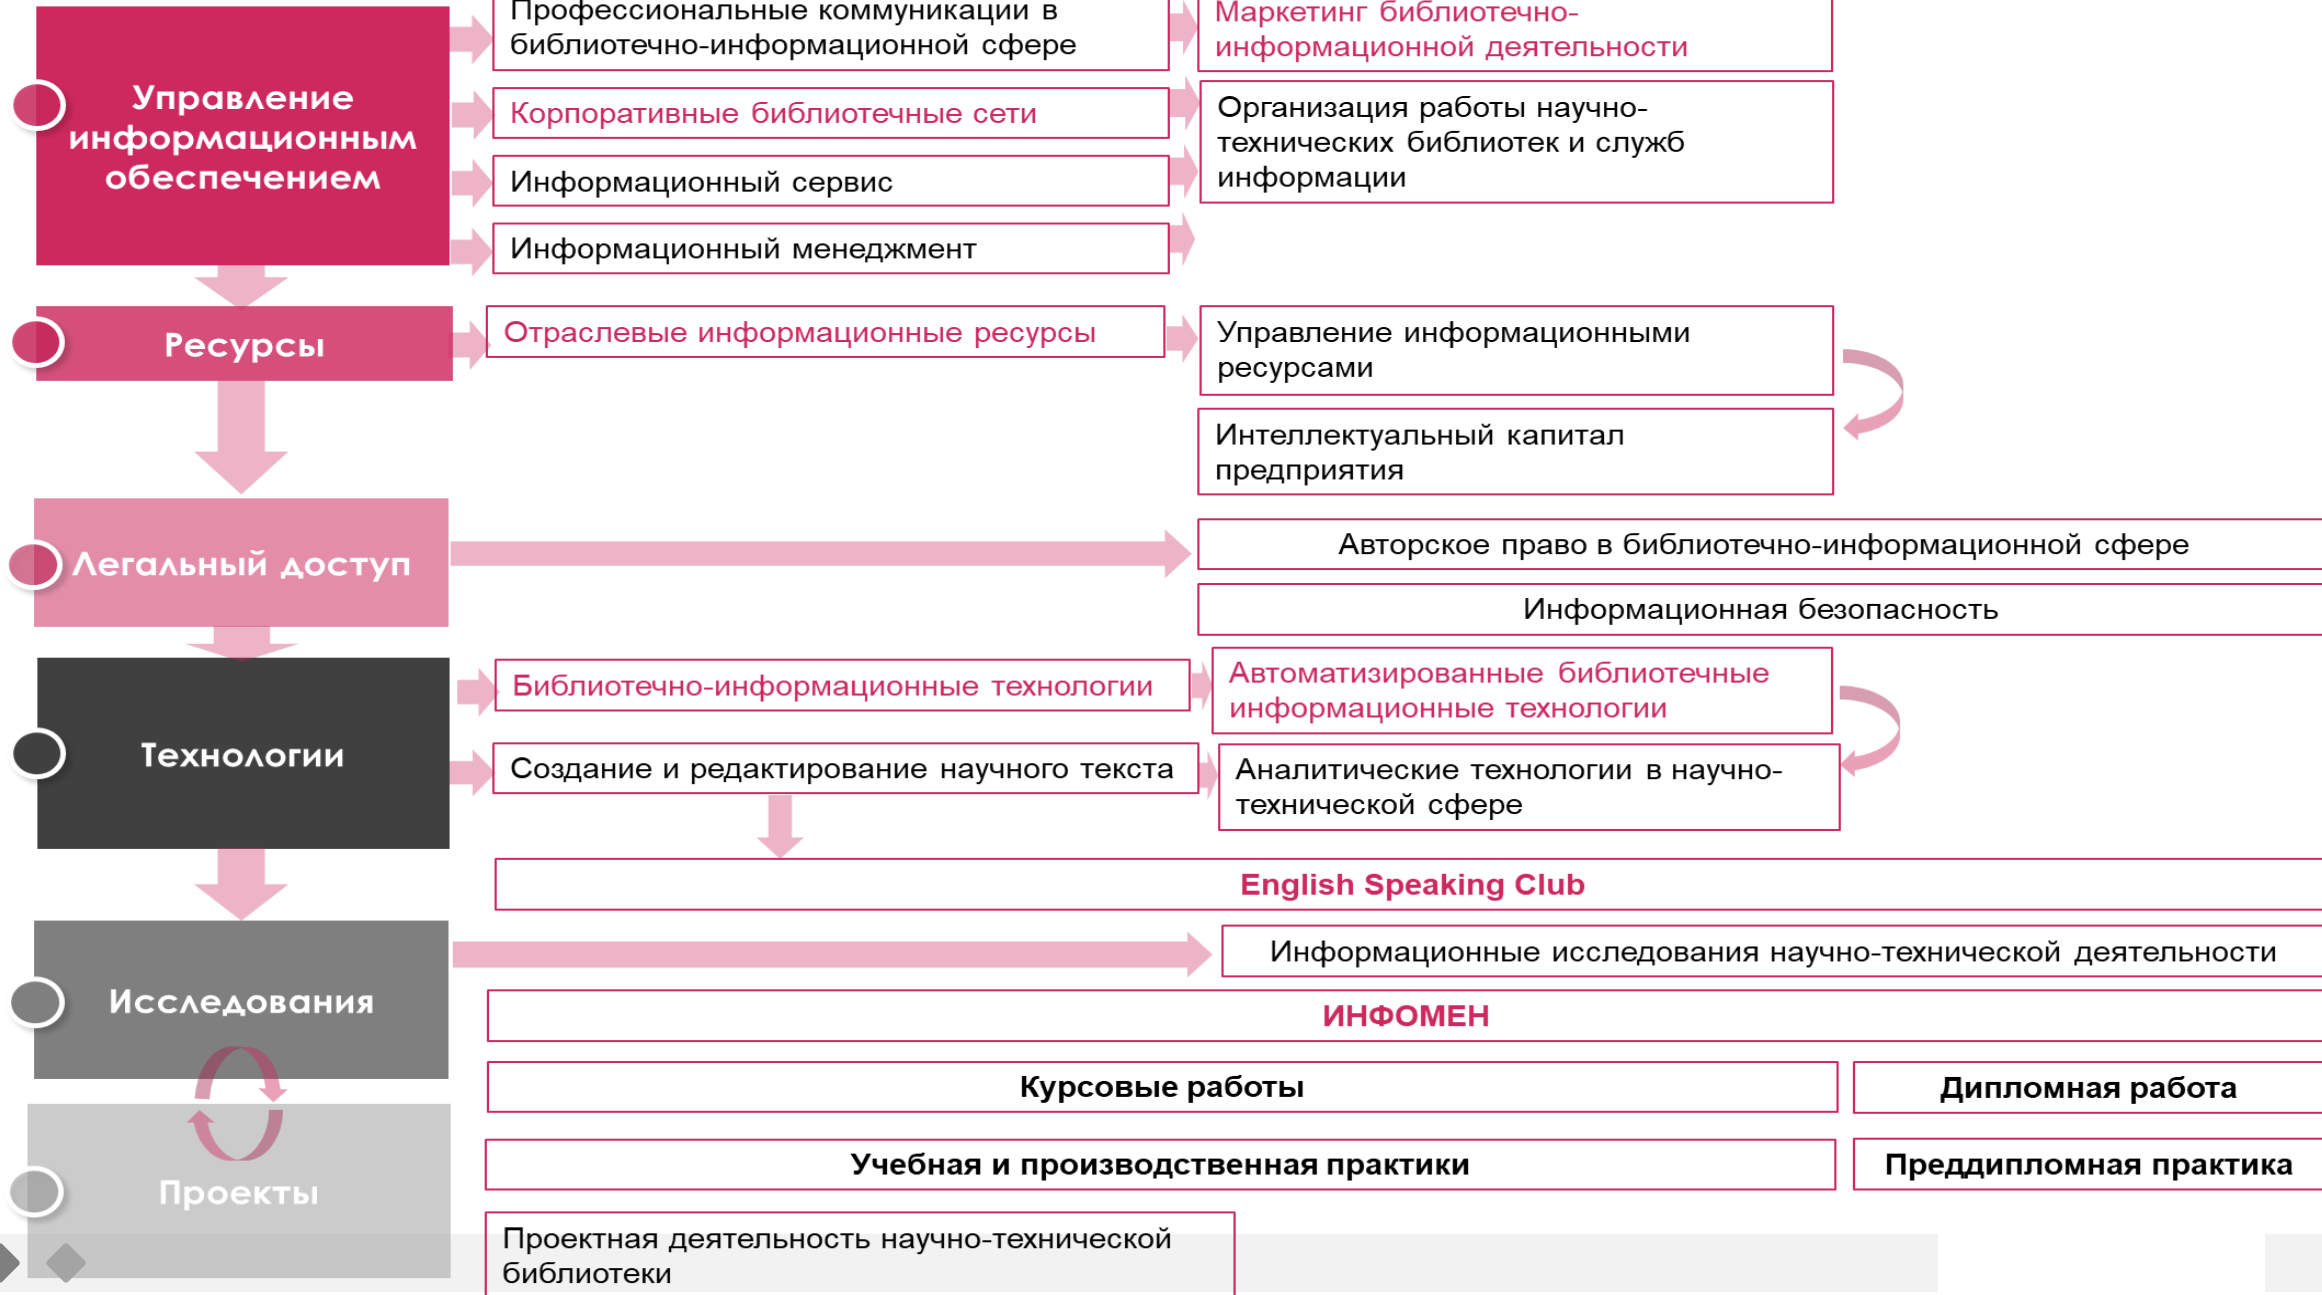 Профессиональные коммуникации в
библиотечно-информационной сфере
Маркетинг библиотечно-
информационной деятельности
Управление
информационным
обеспечением
Корпоративные библиотечные сети
Организация работы научно-
технических библиотек и служб
информации
Информационный сервис
Информационный менеджмент
Ресурсы
Отраслевые информационные ресурсы
Управление информационными
ресурсами
Интеллектуальный капитал
предприятия
Легальный доступ
Авторское право в библиотечно-информационной сфере
Информационная безопасность
Технологии
Библиотечно-информационные технологии
Автоматизированные библиотечные
информационные технологии
Создание и редактирование научного текста
Аналитические технологии в научно-
технической сфере
English Speaking Club
Исследования
Информационные исследования научно-технической деятельности
ИНФОМЕН
Курсовые работы
Дипломная работа
Проекты
Учебная и производственная практики
Преддипломная практика
Проектная деятельность научно-технической
библиотеки